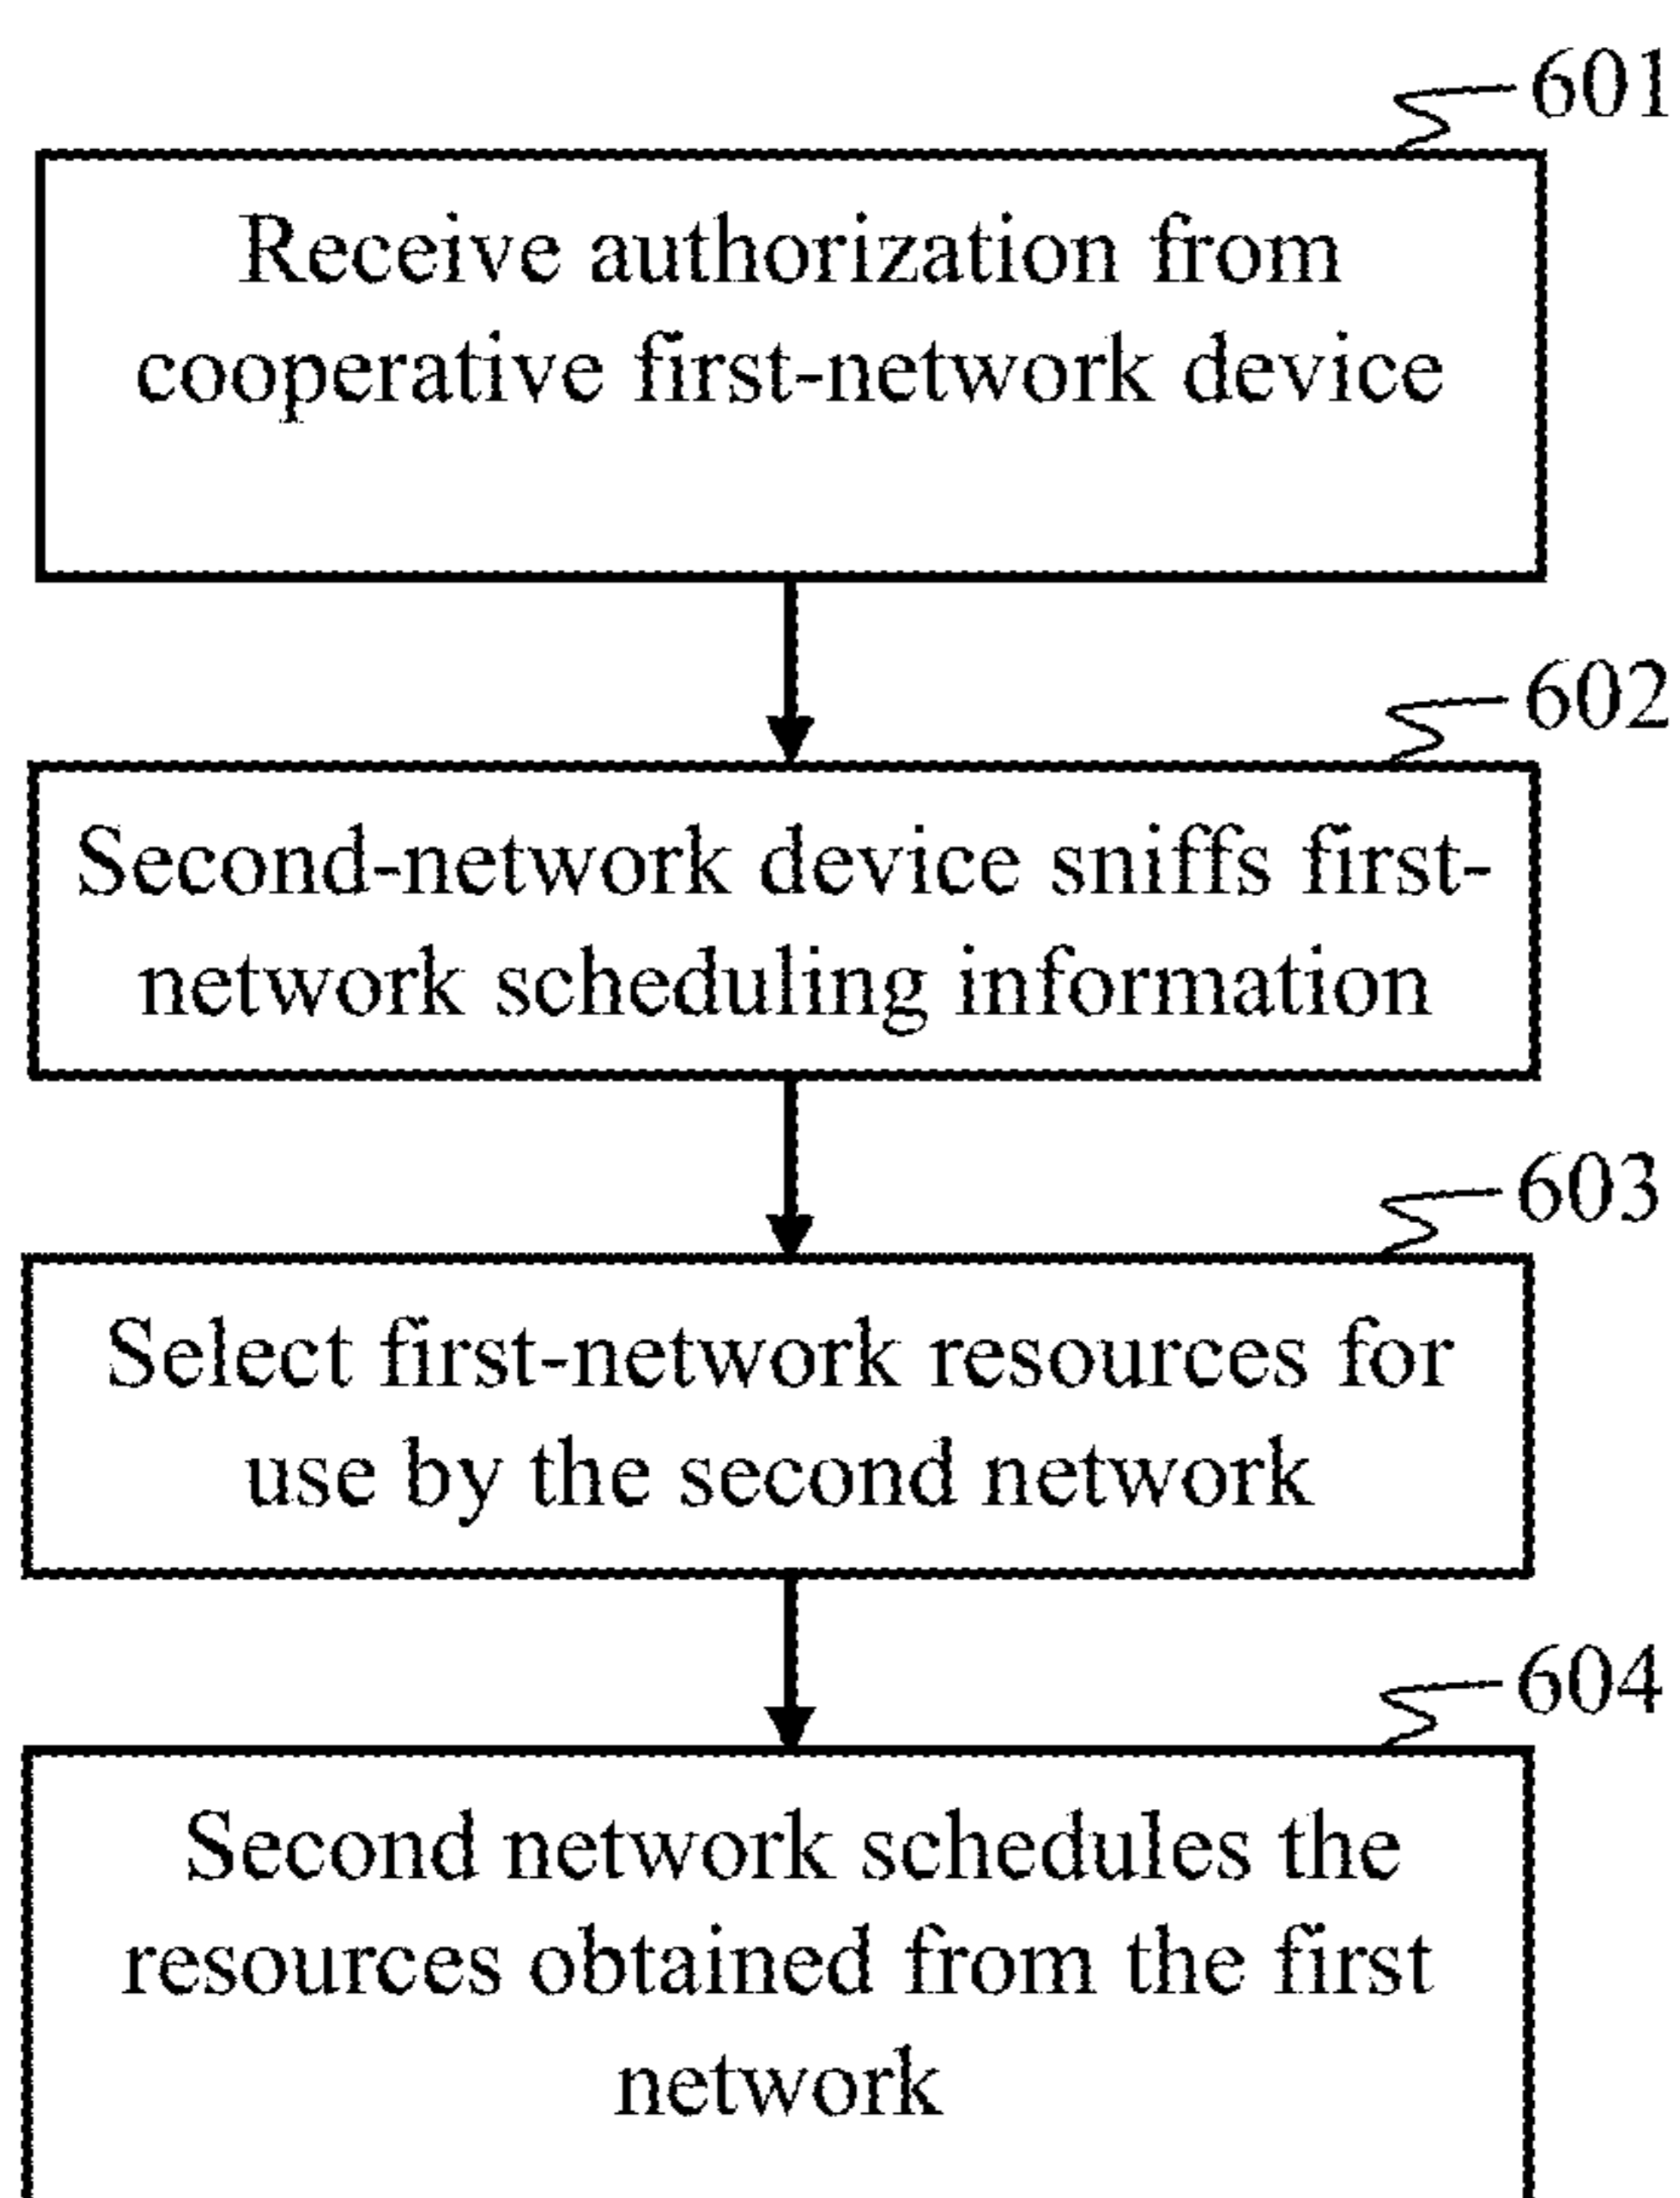 601
Receive authorization from
cooperative first-network device
602
Second-network device sniffs first-
network scheduling information
603
Select first-network resources for
use by the second network
604
Second network schedules the
resources obtained from the first
network